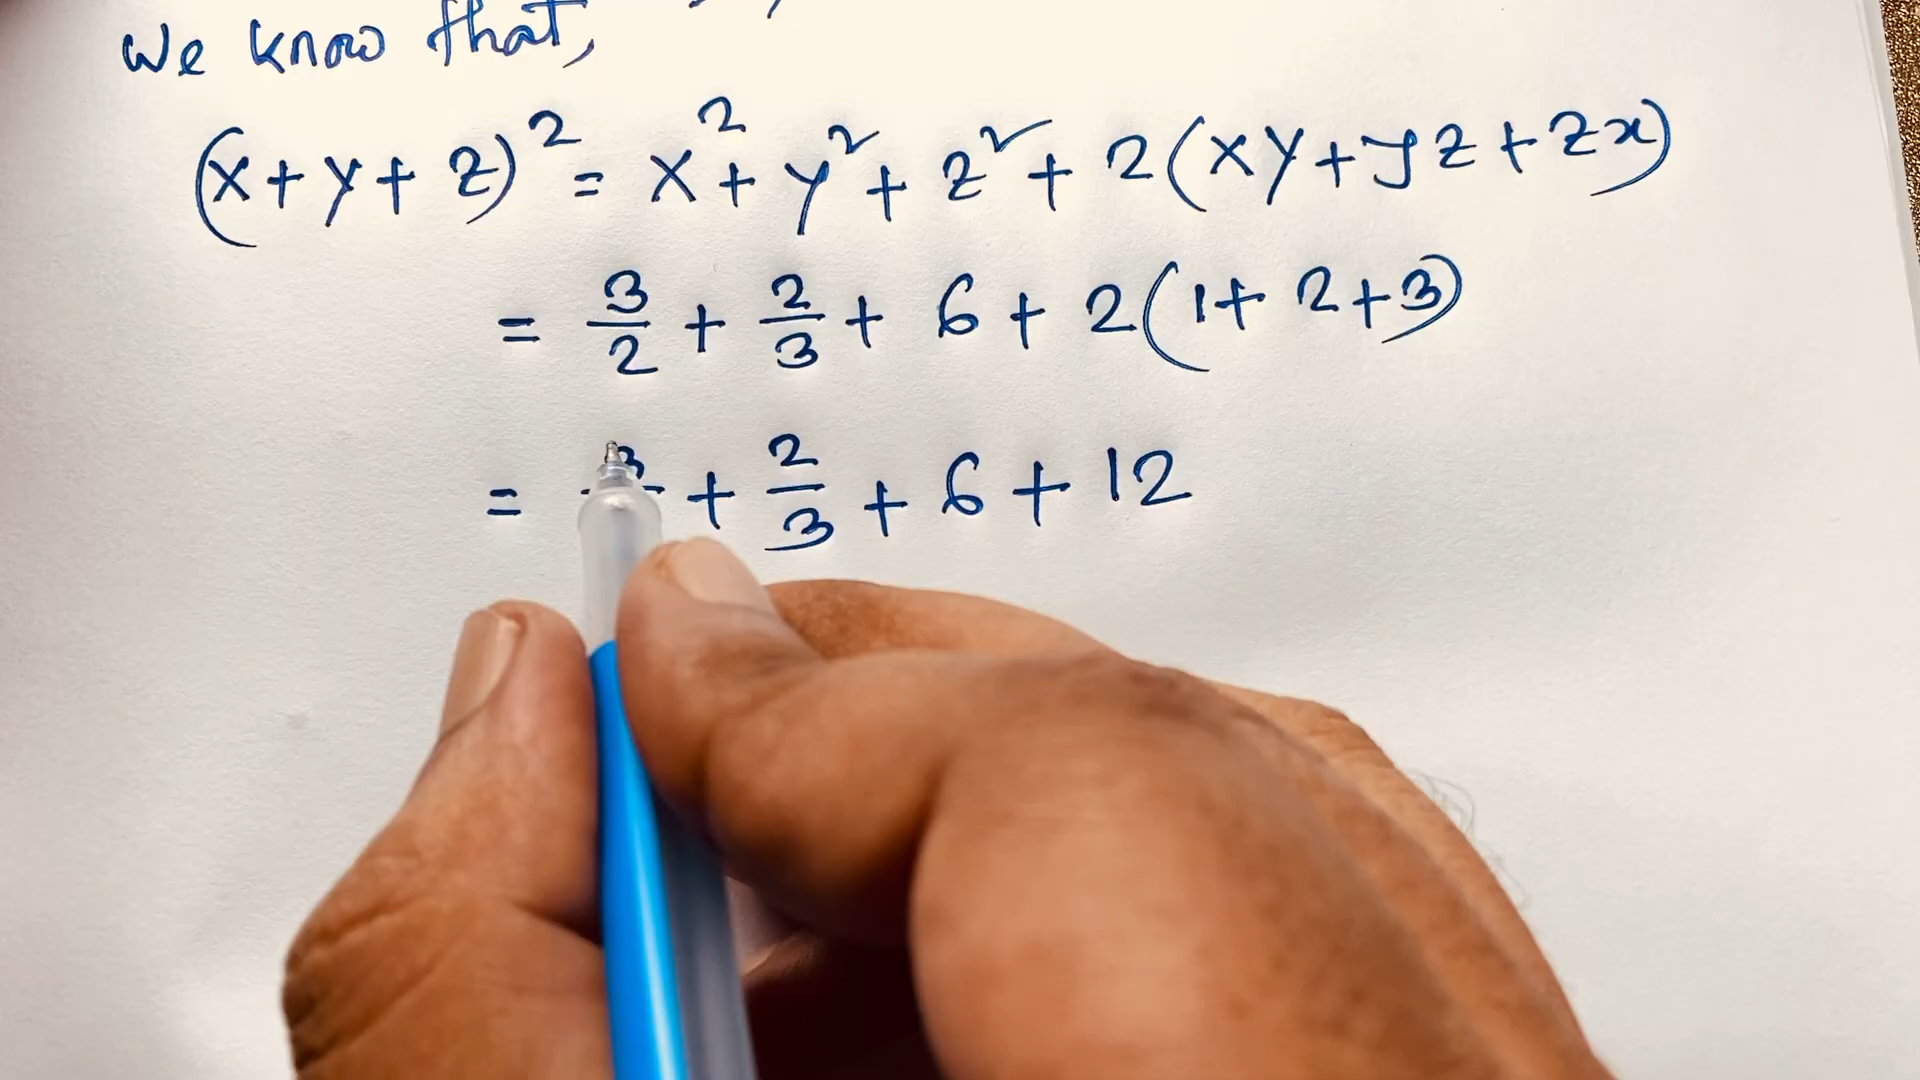 We know that,
(x+y+z)² = x²+y²+z²+2(xy+yz+zx)
= 3/2 + 2/3 + 6 + 2(1+2+3)
= 3 + 2/3 + 6 + 12